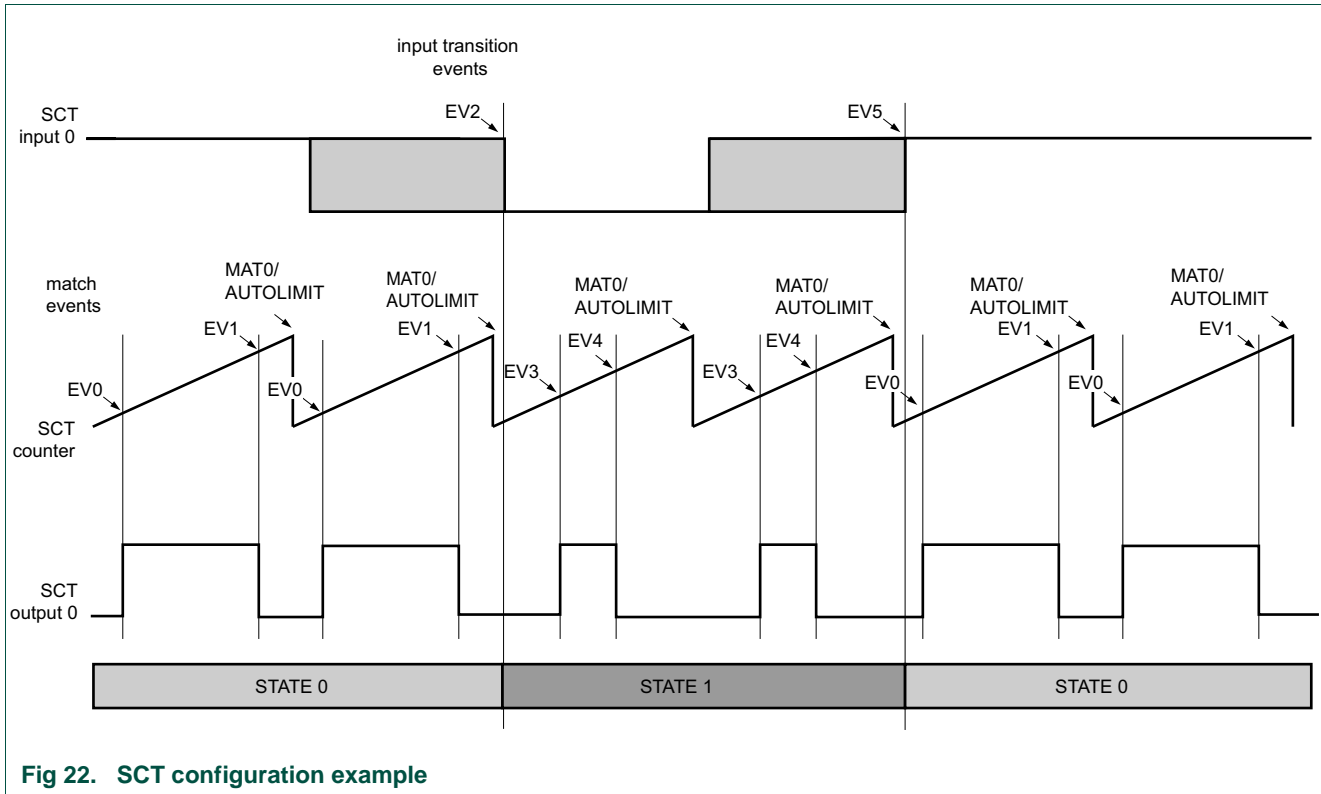 input transition
events
SCT
input 0
EV2
EV5
match
events
MAT0/
AUTOLIMIT
MAT0/
AUTOLIMIT
MAT0/
AUTOLIMIT
MAT0/
AUTOLIMIT
MAT0/
AUTOLIMIT
MAT0/
AUTOLIMIT
EV0
EV1
EV0
EV1
EV3
EV4
EV3
EV4
EV0
EV1
EV0
EV1
SCT
counter
SCT
output 0
STATE 0
STATE 1
STATE 0
Fig 22. SCT configuration example